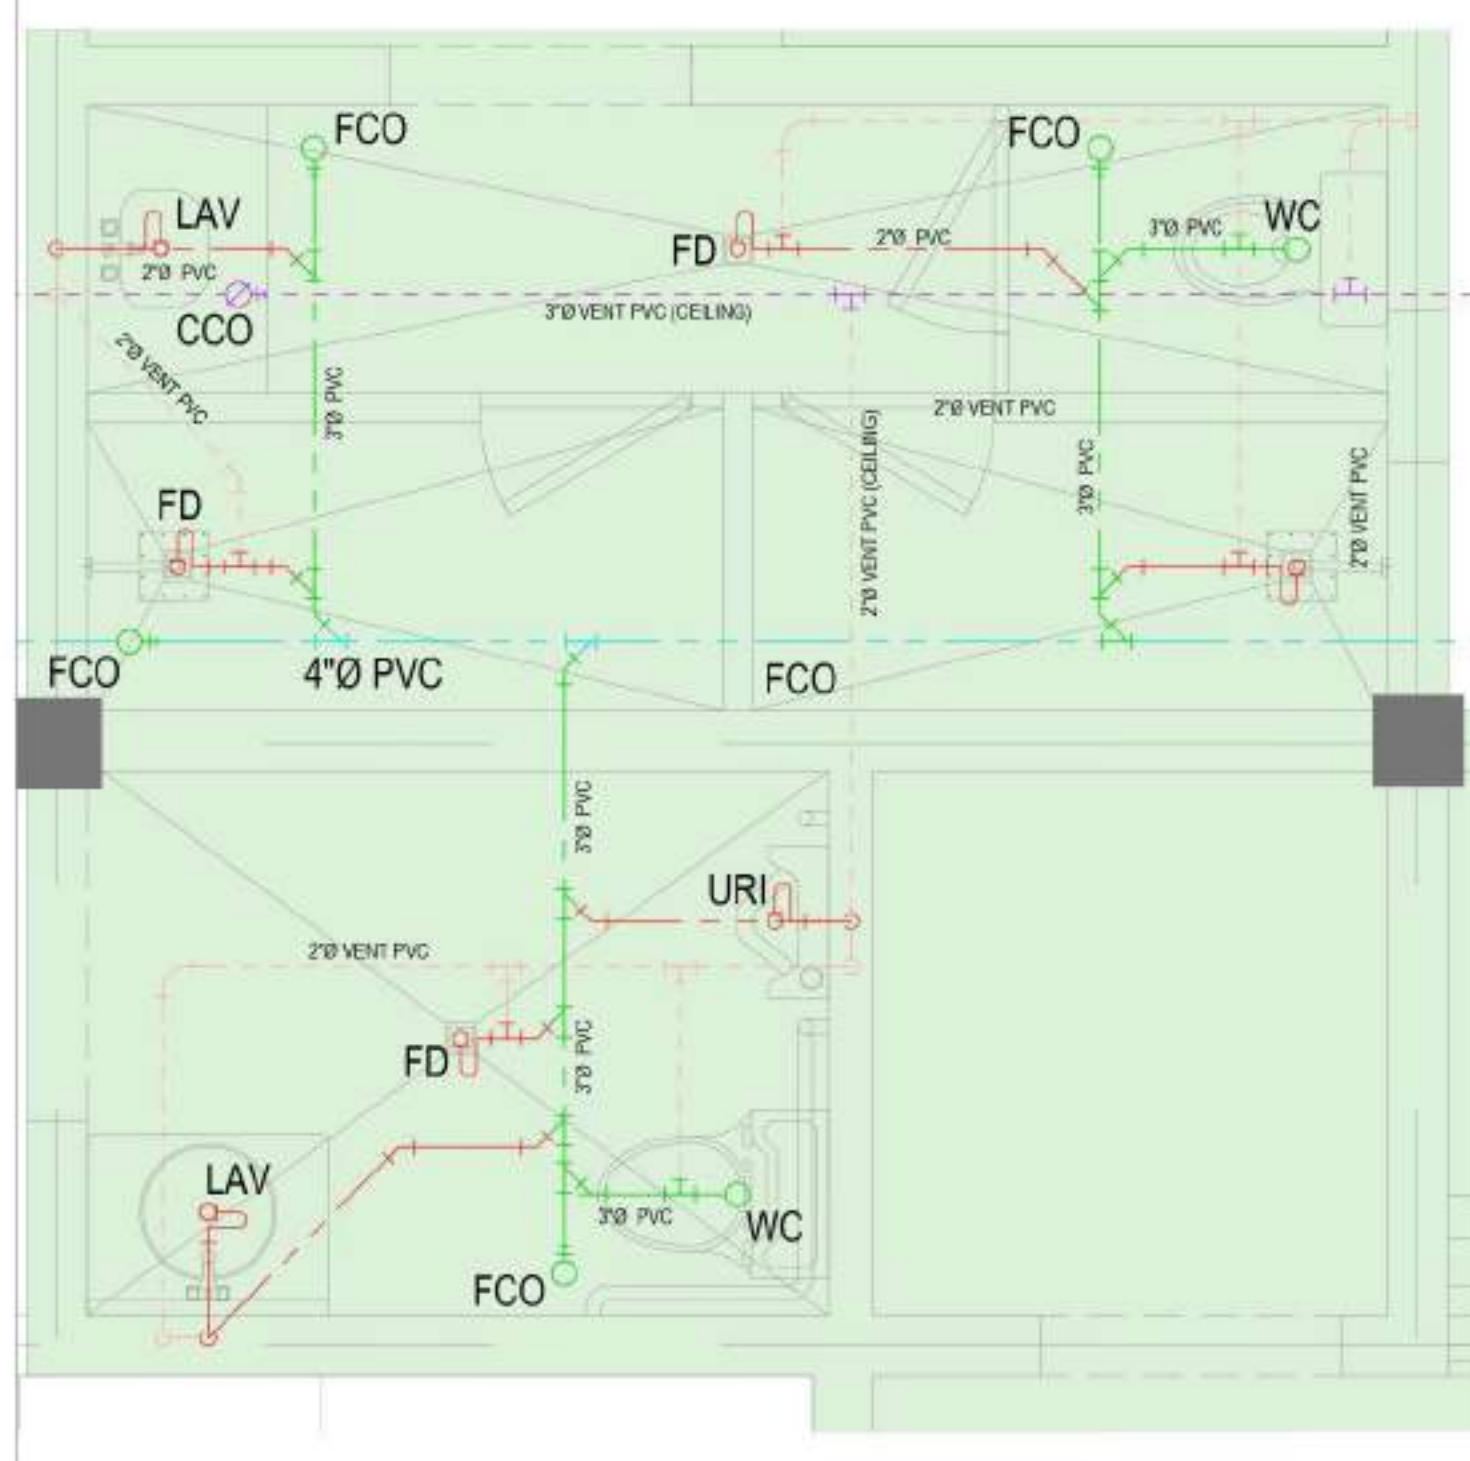 FCO
FCO
LAV
WC
3"Ø PVC
FD
2"Ø PVC
2"Ø PVC
3"Ø VENT PVC (CEILING)
CCO
2"Ø VENT PVC
3"Ø PVC
2"Ø VENT PVC
2"Ø VENT PVC (CEILING)
3"Ø PVC
2"Ø VENT PVC
FD
FCO
4"Ø PVC
FCO
3"Ø PVC
URI
2"Ø VENT PVC
FD
3"Ø PVC
LAV
3"Ø PVC
WC
FCO